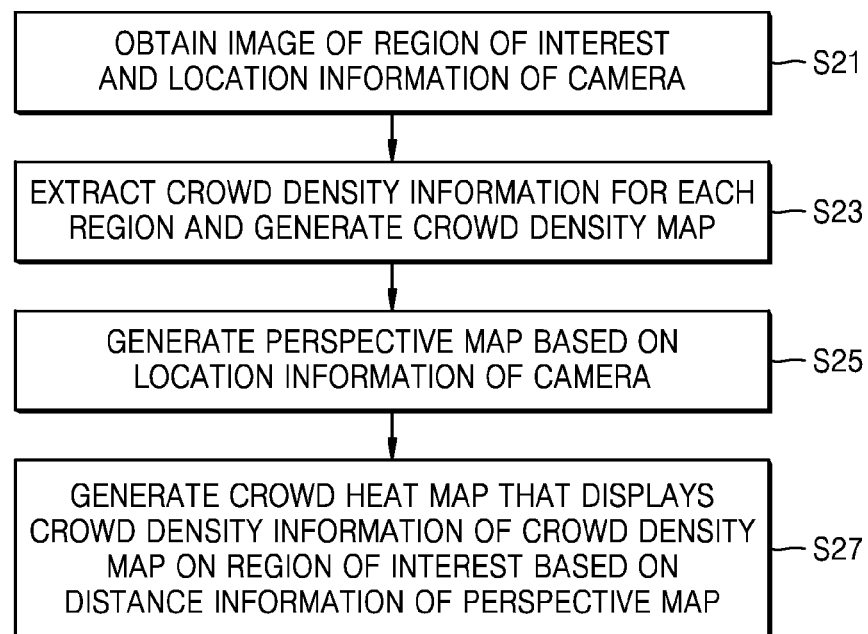 OBTAIN IMAGE OF REGION OF INTEREST
AND LOCATION INFORMATION OF CAMERA
S21
EXTRACT CROWD DENSITY INFORMATION FOR EACH
REGION AND GENERATE CROWD DENSITY MAP
S23
GENERATE PERSPECTIVE MAP BASED ON
LOCATION INFORMATION OF CAMERA
S25
GENERATE CROWD HEAT MAP THAT DISPLAYS
CROWD DENSITY INFORMATION OF CROWD DENSITY
MAP ON REGION OF INTEREST BASED ON
DISTANCE INFORMATION OF PERSPECTIVE MAP
S27